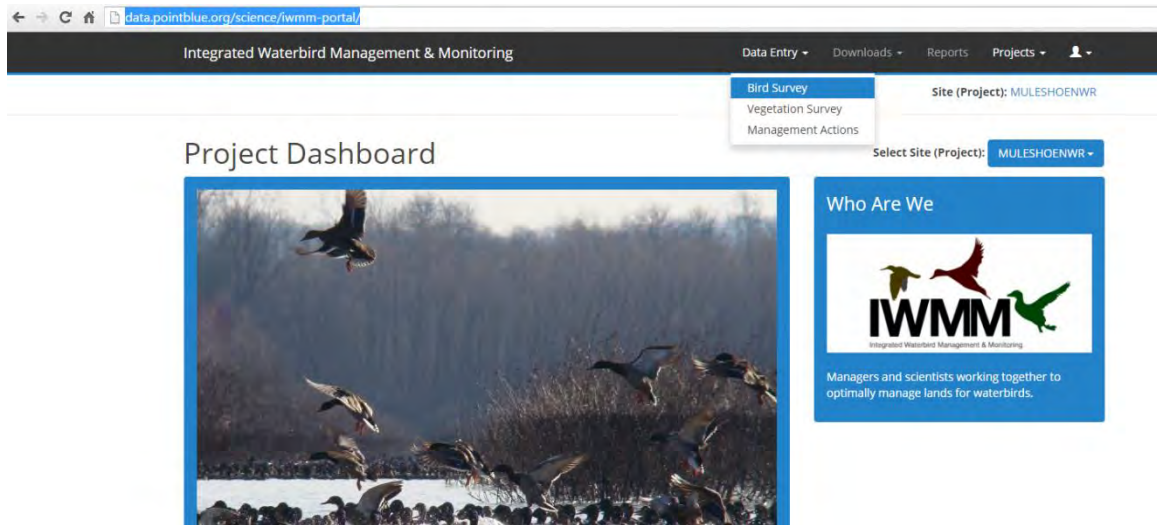 data.pointblue.org/science/iwmm-portal/
Integrated Waterbird Management & Monitoring
Data Entry
Downloads
Reports
Projects
Bird Survey
Vegetation Survey
Management Actions
Site (Project): MULESHOENWR
Project Dashboard
Select Site (Project): MULESHOENWR
Who Are We
IWMM
Integrated Waterbird Management & Monitoring
Managers and scientists working together to
optimally manage lands for waterbirds.